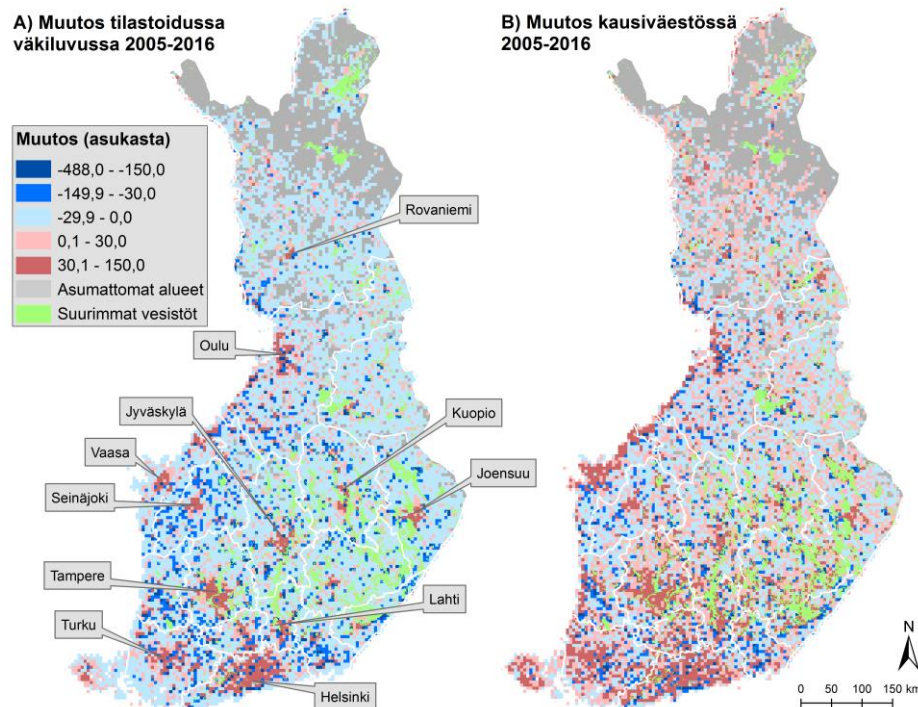 A) Muutos tilastoidussa
väkiluvussa 2005-2016
B) Muutos kausiväestössä
2005-2016
Muutos (asukasta)
-488,0 - -150,0
-149,9 - -30,0
-29,9 - 0,0
0,1 - 30,0
30,1 - 150,0
Asumattomat alueet
Suurimmat vesistöt
Rovaniemi
Oulu
Jyväskylä
Kuopio
Vaasa
Joensuu
Seinäjoki
Tampere
Lahti
Turku
Helsinki
N
0 50 100 150 km